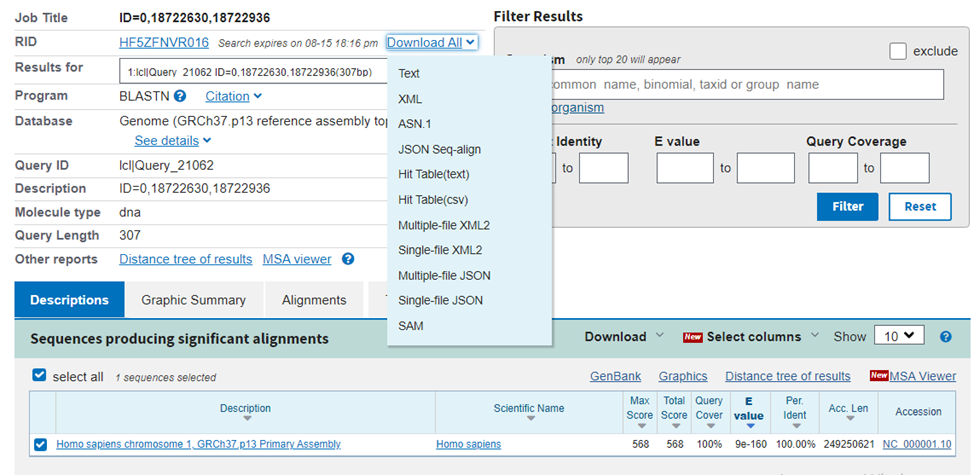 Job Title ID=0,18722630,18722936
RID HF5ZFNVR016 Search expires on 08-15 18:16 pm Download All
Results for 1:lcl|Query_21062 ID=0,18722630,18722936(307bp)
Program BLASTN ? Citation
Database Genome (GRCh37.p13 reference assembly top
See details
Query ID lcl|Query_21062
Description ID=0,18722630,18722936
Molecule type dna
Query Length 307
Other reports Distance tree of results MSA viewer ?
Text
XML
ASN.1
JSON Seq-align
Hit Table(text)
Hit Table(csv)
Multiple-file XML2
Single-file XML2
Multiple-file JSON
Single-file JSON
SAM
Filter Results
only top 20 will appear exclude
common name, binomial, taxid or group name
organism
Identity E value Query Coverage
to to to
Filter Reset
Descriptions Graphic Summary Alignments
Sequences producing significant alignments Download New Select columns Show 10 ?
select all 1 sequences selected GenBank Graphics Distance tree of results New MSA Viewer
Description Scientific Name Max Score Total Score Query Cover E value Per. Ident Acc. Len Accession
Homo sapiens chromosome 1, GRCh37.p13 Primary Assembly Homo sapiens 568 568 100% 9e-160 100.00% 249250621 NC_000001.10